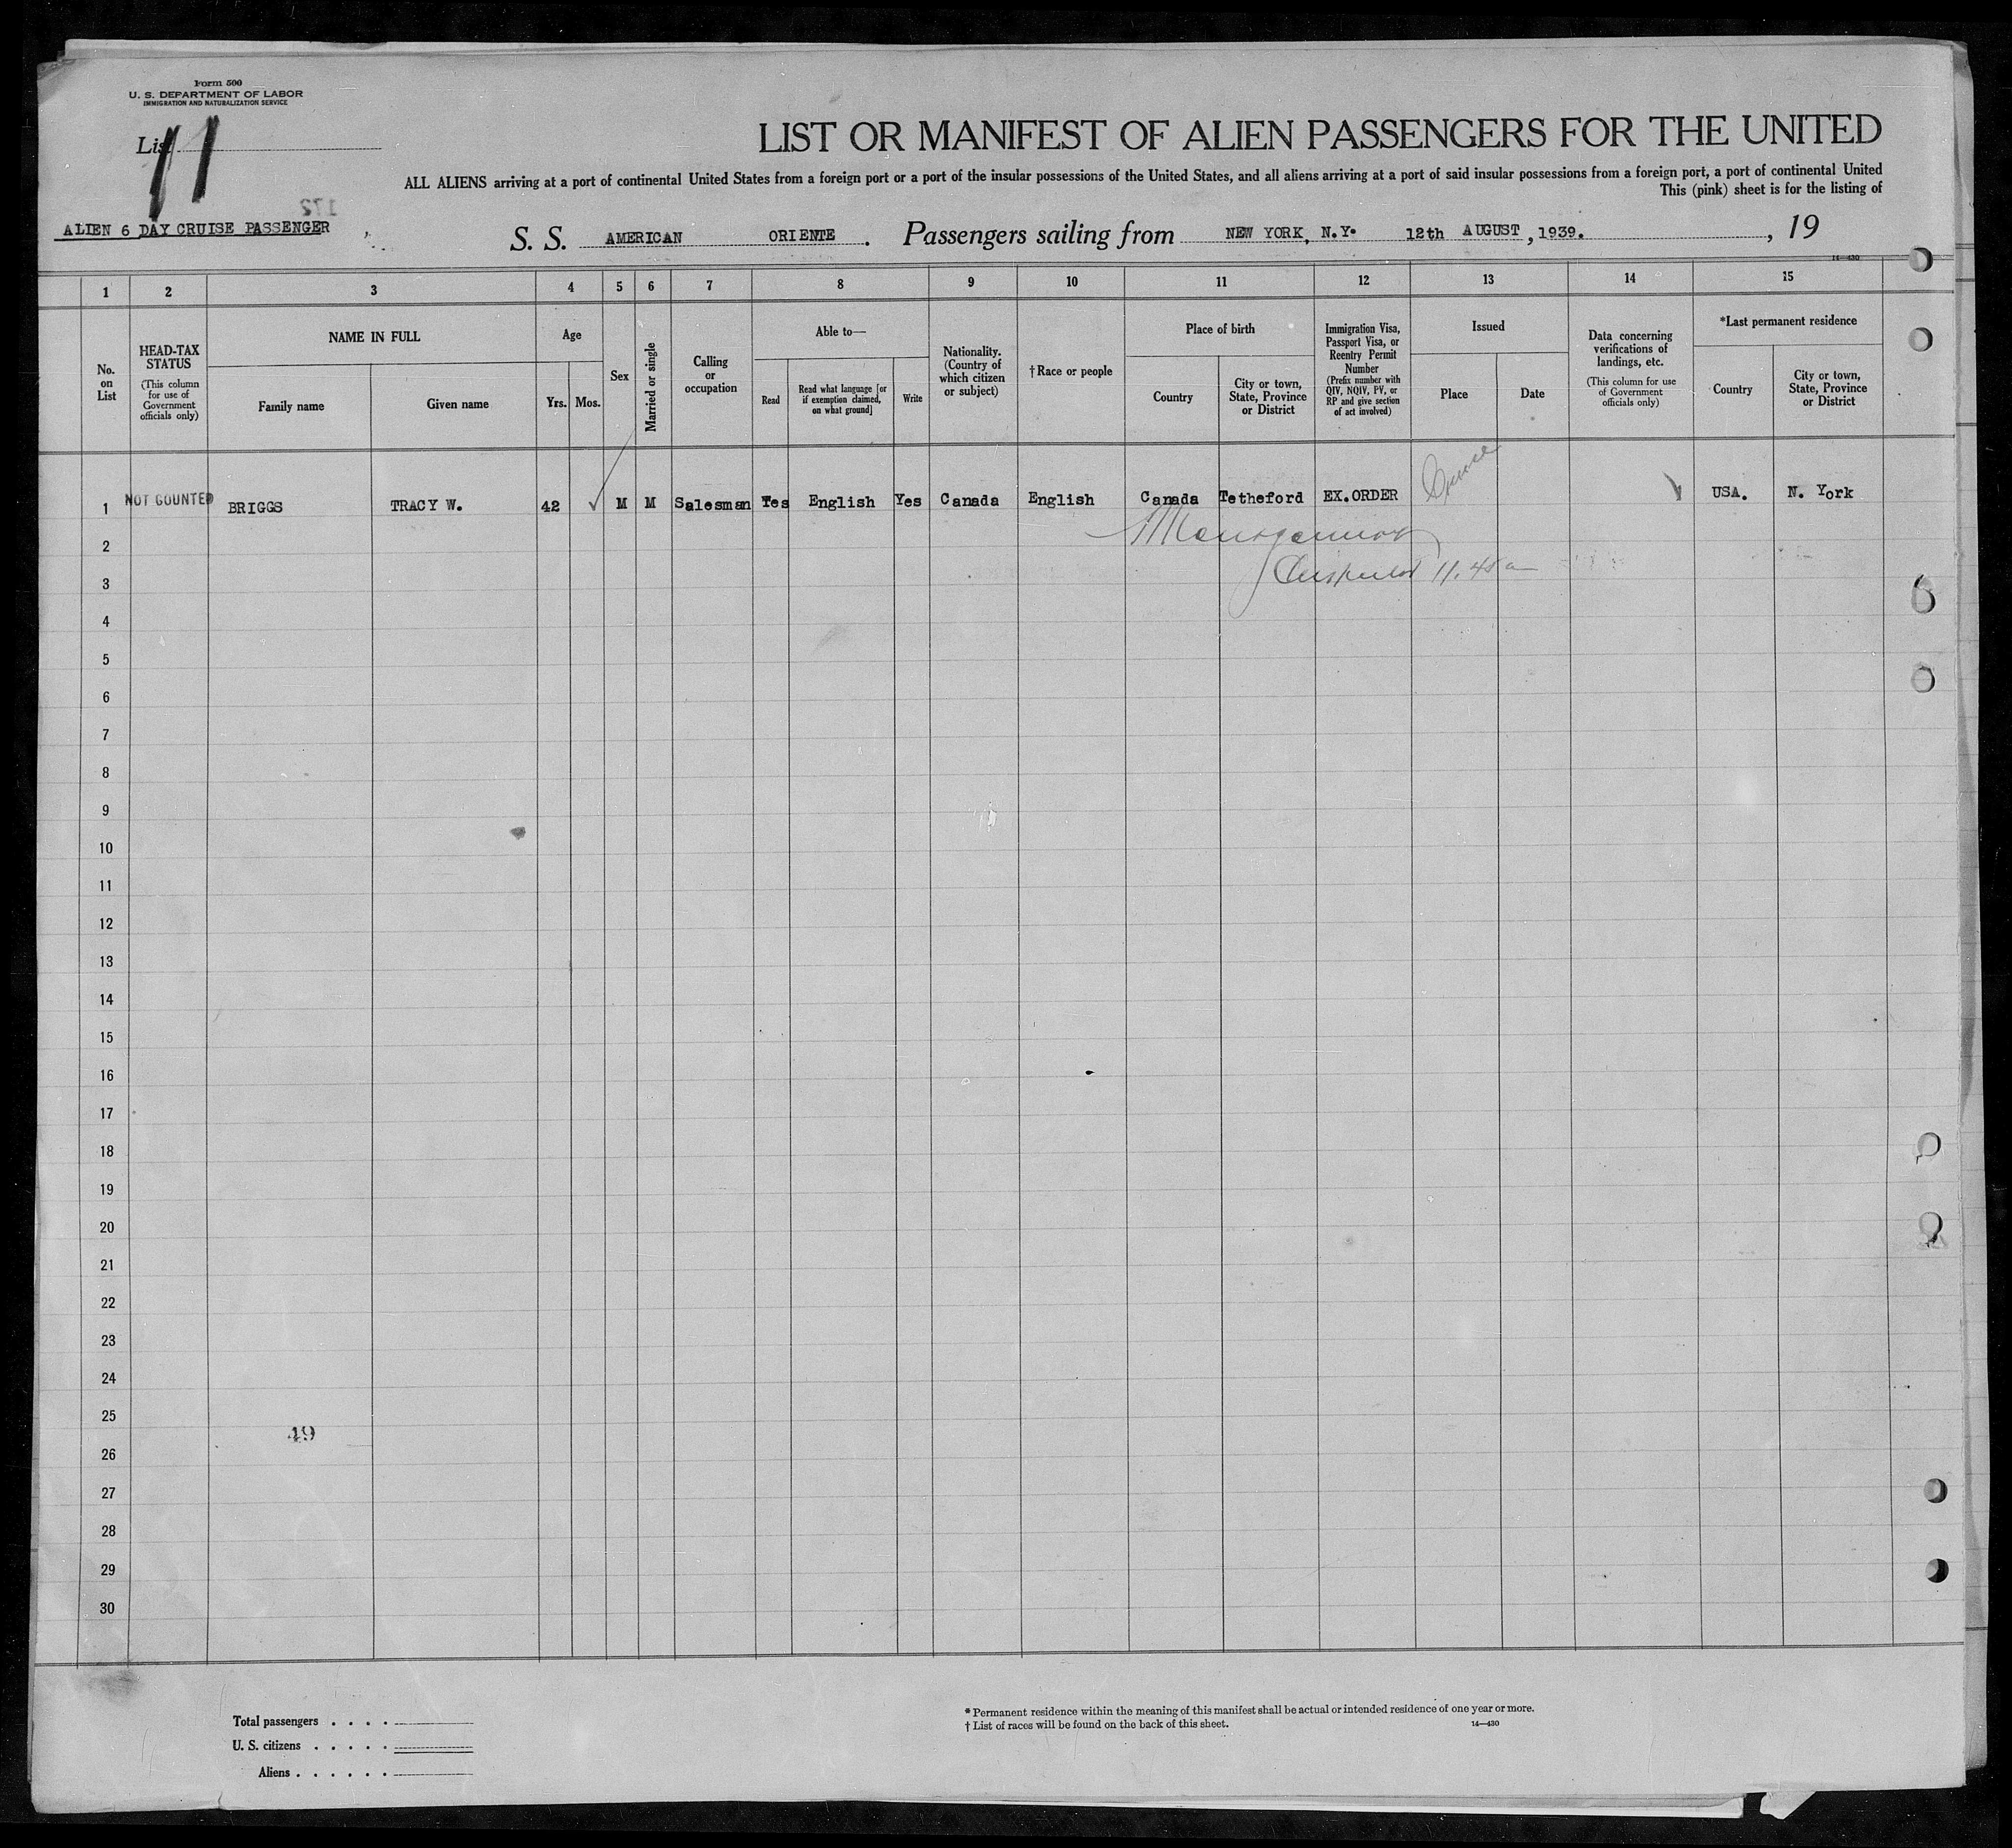 Form 500
U. S. DEPARTMENT OF LABOR
IMMIGRATION AND NATURALIZATION SERVICE
List 11
LIST OR MANIFEST OF ALIEN PASSENGERS FOR THE UNITED
ALL ALIENS arriving at a port of continental United States from a foreign port or a port of the insular possessions of the United States, and all aliens arriving at a port of said insular possessions from a foreign port, a port of continental United
This (pink) sheet is for the listing of
172
ALIEN 6 DAY CRUISE PASSENGER
S. S. AMERICAN ORIENTE . Passengers sailing from NEW YORK, N.Y. 12th AUGUST, 1939. , 19
14—430
1 2 3 4 5 6 7 8 9 10 11 12 13 14 15
No. on List
HEAD-TAX STATUS
(This column for use of Government officials only)
NAME IN FULL
Family name
Given name
Age
Yrs.
Mos.
Sex
Married or single
Calling or occupation
Able to—
Read
Read what language [or if exemption claimed, on what ground]
Write
Nationality. (Country of which citizen or subject)
†Race or people
Place of birth
Country
City or town, State, Province or District
Immigration Visa, Passport Visa, or Reentry Permit Number
(Prefix number with QIV, NQIV, PV, or RP and give section of act involved)
Issued
Place
Date
Data concerning verifications of landings, etc.
(This column for use of Government officials only)
*Last permanent residence
Country
City or town, State, Province or District
1 NOT COUNTED BRIGGS TRACY W. 42 ✓ M M Salesman Yes English Yes Canada English Canada Tetheford EX.ORDER Cruise USA. N. York
2
3 11.45 am
4
5
6
7
8
9
10
11
12
13
14
15
16
17
18
19
20
21
22
23
24
25
49
26
27
28
29
30
Total passengers . . . .
U. S. citizens . . . . .
Aliens . . . . . .
* Permanent residence within the meaning of this manifest shall be actual or intended residence of one year or more.
† List of races will be found on the back of this sheet.
14—430